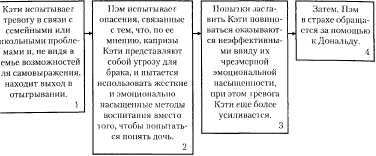 Кэти испытывает
тревогу в связи с
семейными или
школьными пробле-
мами и, не видя в
емье возможностей
ля самовыражения,
находит выход в
отыгрывании.
1
Пэм испытывает
опасения, связанные
с тем, что, по ее
мнению, капризы
Кэти представляют
собой угрозу для
брака, и пытается
использовать жесткие
и эмоционально
насыщенные методы
воспитания вместо
того, чтобы попытать-
ся понять дочь.
2
Попытки заста-
вить Кэти повино-
ваться оказывают-
ся неэффективны-
ми ввиду их
чрезмерной
эмоциональной
насыщенности,
при этом тревога
Кэти еще более
усиливается.
3
Затем, Пэм
в страхе обраща-
ется за помощью
к Дональду.
4